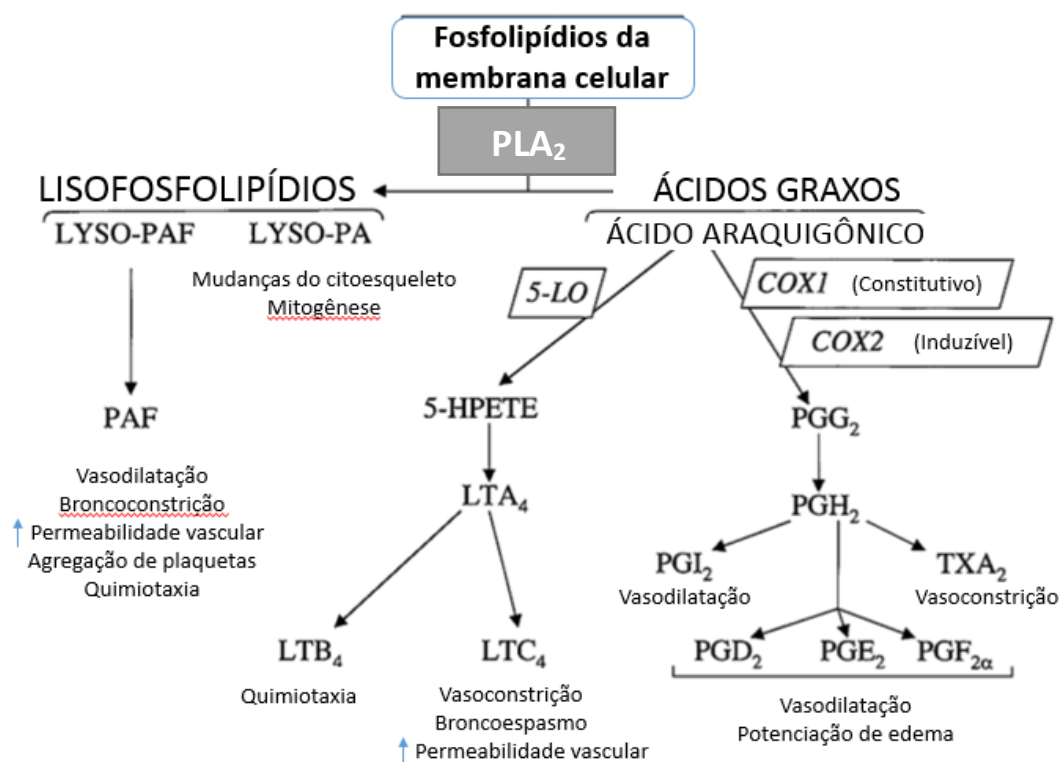 Fosfolipídios da
membrana celular
PLA₂
LISOFOSFOLIPÍDIOS
ÁCIDOS GRAXOS
LYSO-PAF
LYSO-PA
ÁCIDO ARAQUIGÔNICO
Mudanças do citoesqueleto
Mitogênese
5-LO
COX1 (Constitutivo)
COX2 (Induzível)
PAF
Vasodilatação
Broncoconstrição
↑ Permeabilidade vascular
Agregação de plaquetas
Quimiotaxia
5-HPETE
LTA₄
LTB₄
Quimiotaxia
LTC₄
Vasoconstrição
Broncoespasmo
↑ Permeabilidade vascular
PGG₂
PGH₂
PGI₂
Vasodilatação
TXA₂
Vasoconstrição
PGD₂
PGE₂
PGF₂α
Vasodilatação
Potenciação de edema